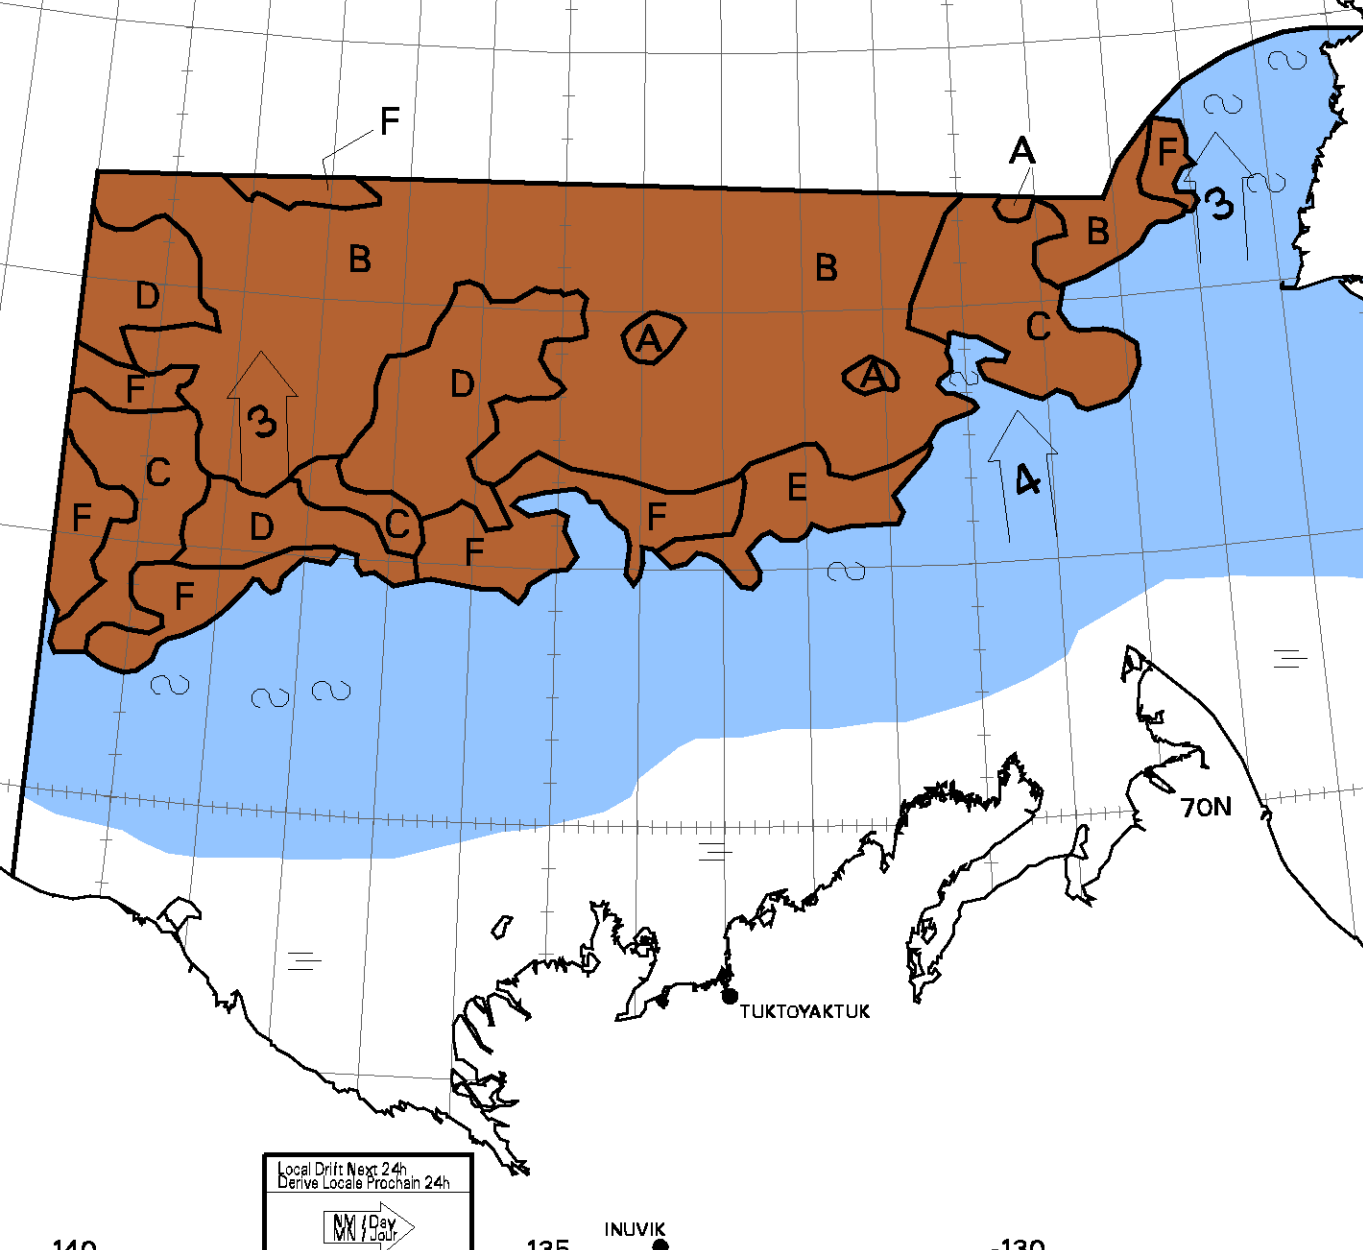 F
A
F
3
B
B
B
D
C
A
D
A
F
3
C
4
E
F
F
D
C
F
F
70N
TUKTOYAKTUK
Local Drift Next 24h
Derive Locale Prochain 24h
NM / Day
MN / Jour
INUVIK
140
135
-130